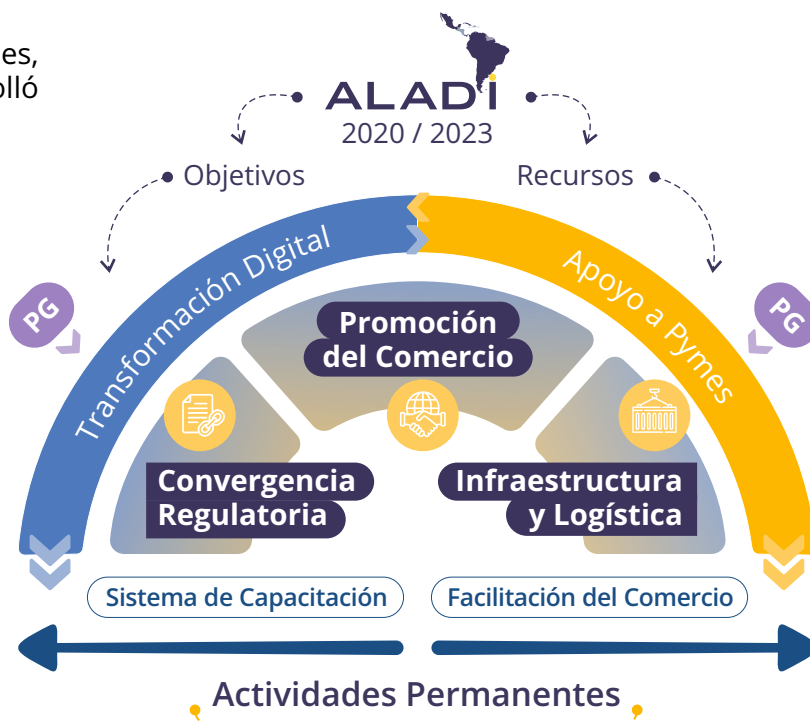 es,
olló
ALADi
2020 / 2023
Objetivos
Recursos
Transformación Digital
Apoyo a Pymes
PG
PG
Promoción
del Comercio
Convergencia
Regulatoria
Infraestructura
y Logística
Sistema de Capacitación
Facilitación del Comercio
Actividades Permanentes